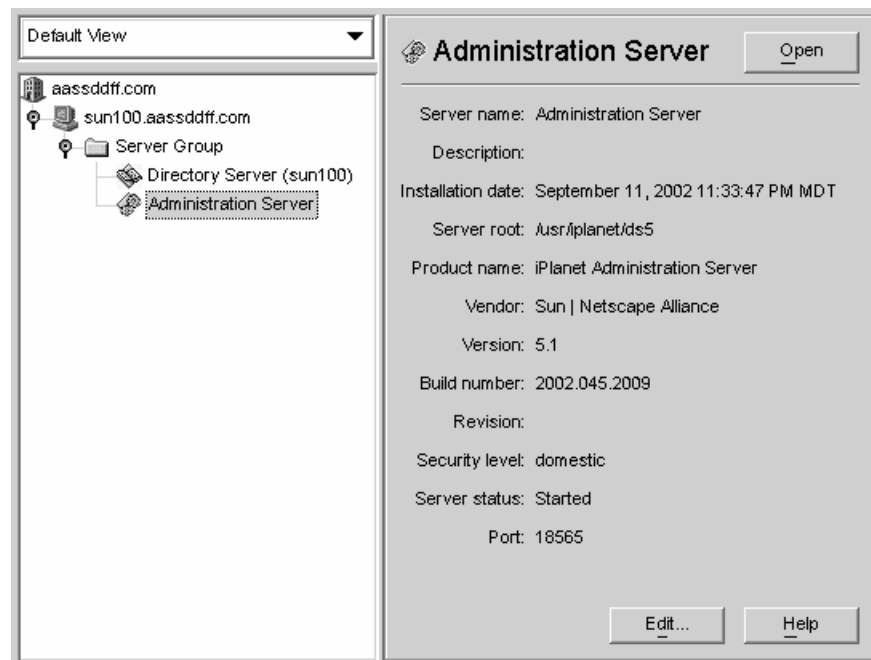 Default View
aassddff.com
sun100.aassddff.com
Server Group
Directory Server (sun100)
Administration Server
Administration Server
Open
Server name: Administration Server
Description:
Installation date: September 11, 2002 11:33:47 PM MDT
Server root: /usr/iplanet/ds5
Product name: iPlanet Administration Server
Vendor: Sun | Netscape Alliance
Version: 5.1
Build number: 2002.045.2009
Revision:
Security level: domestic
Server status: Started
Port: 18565
Edit...
Help